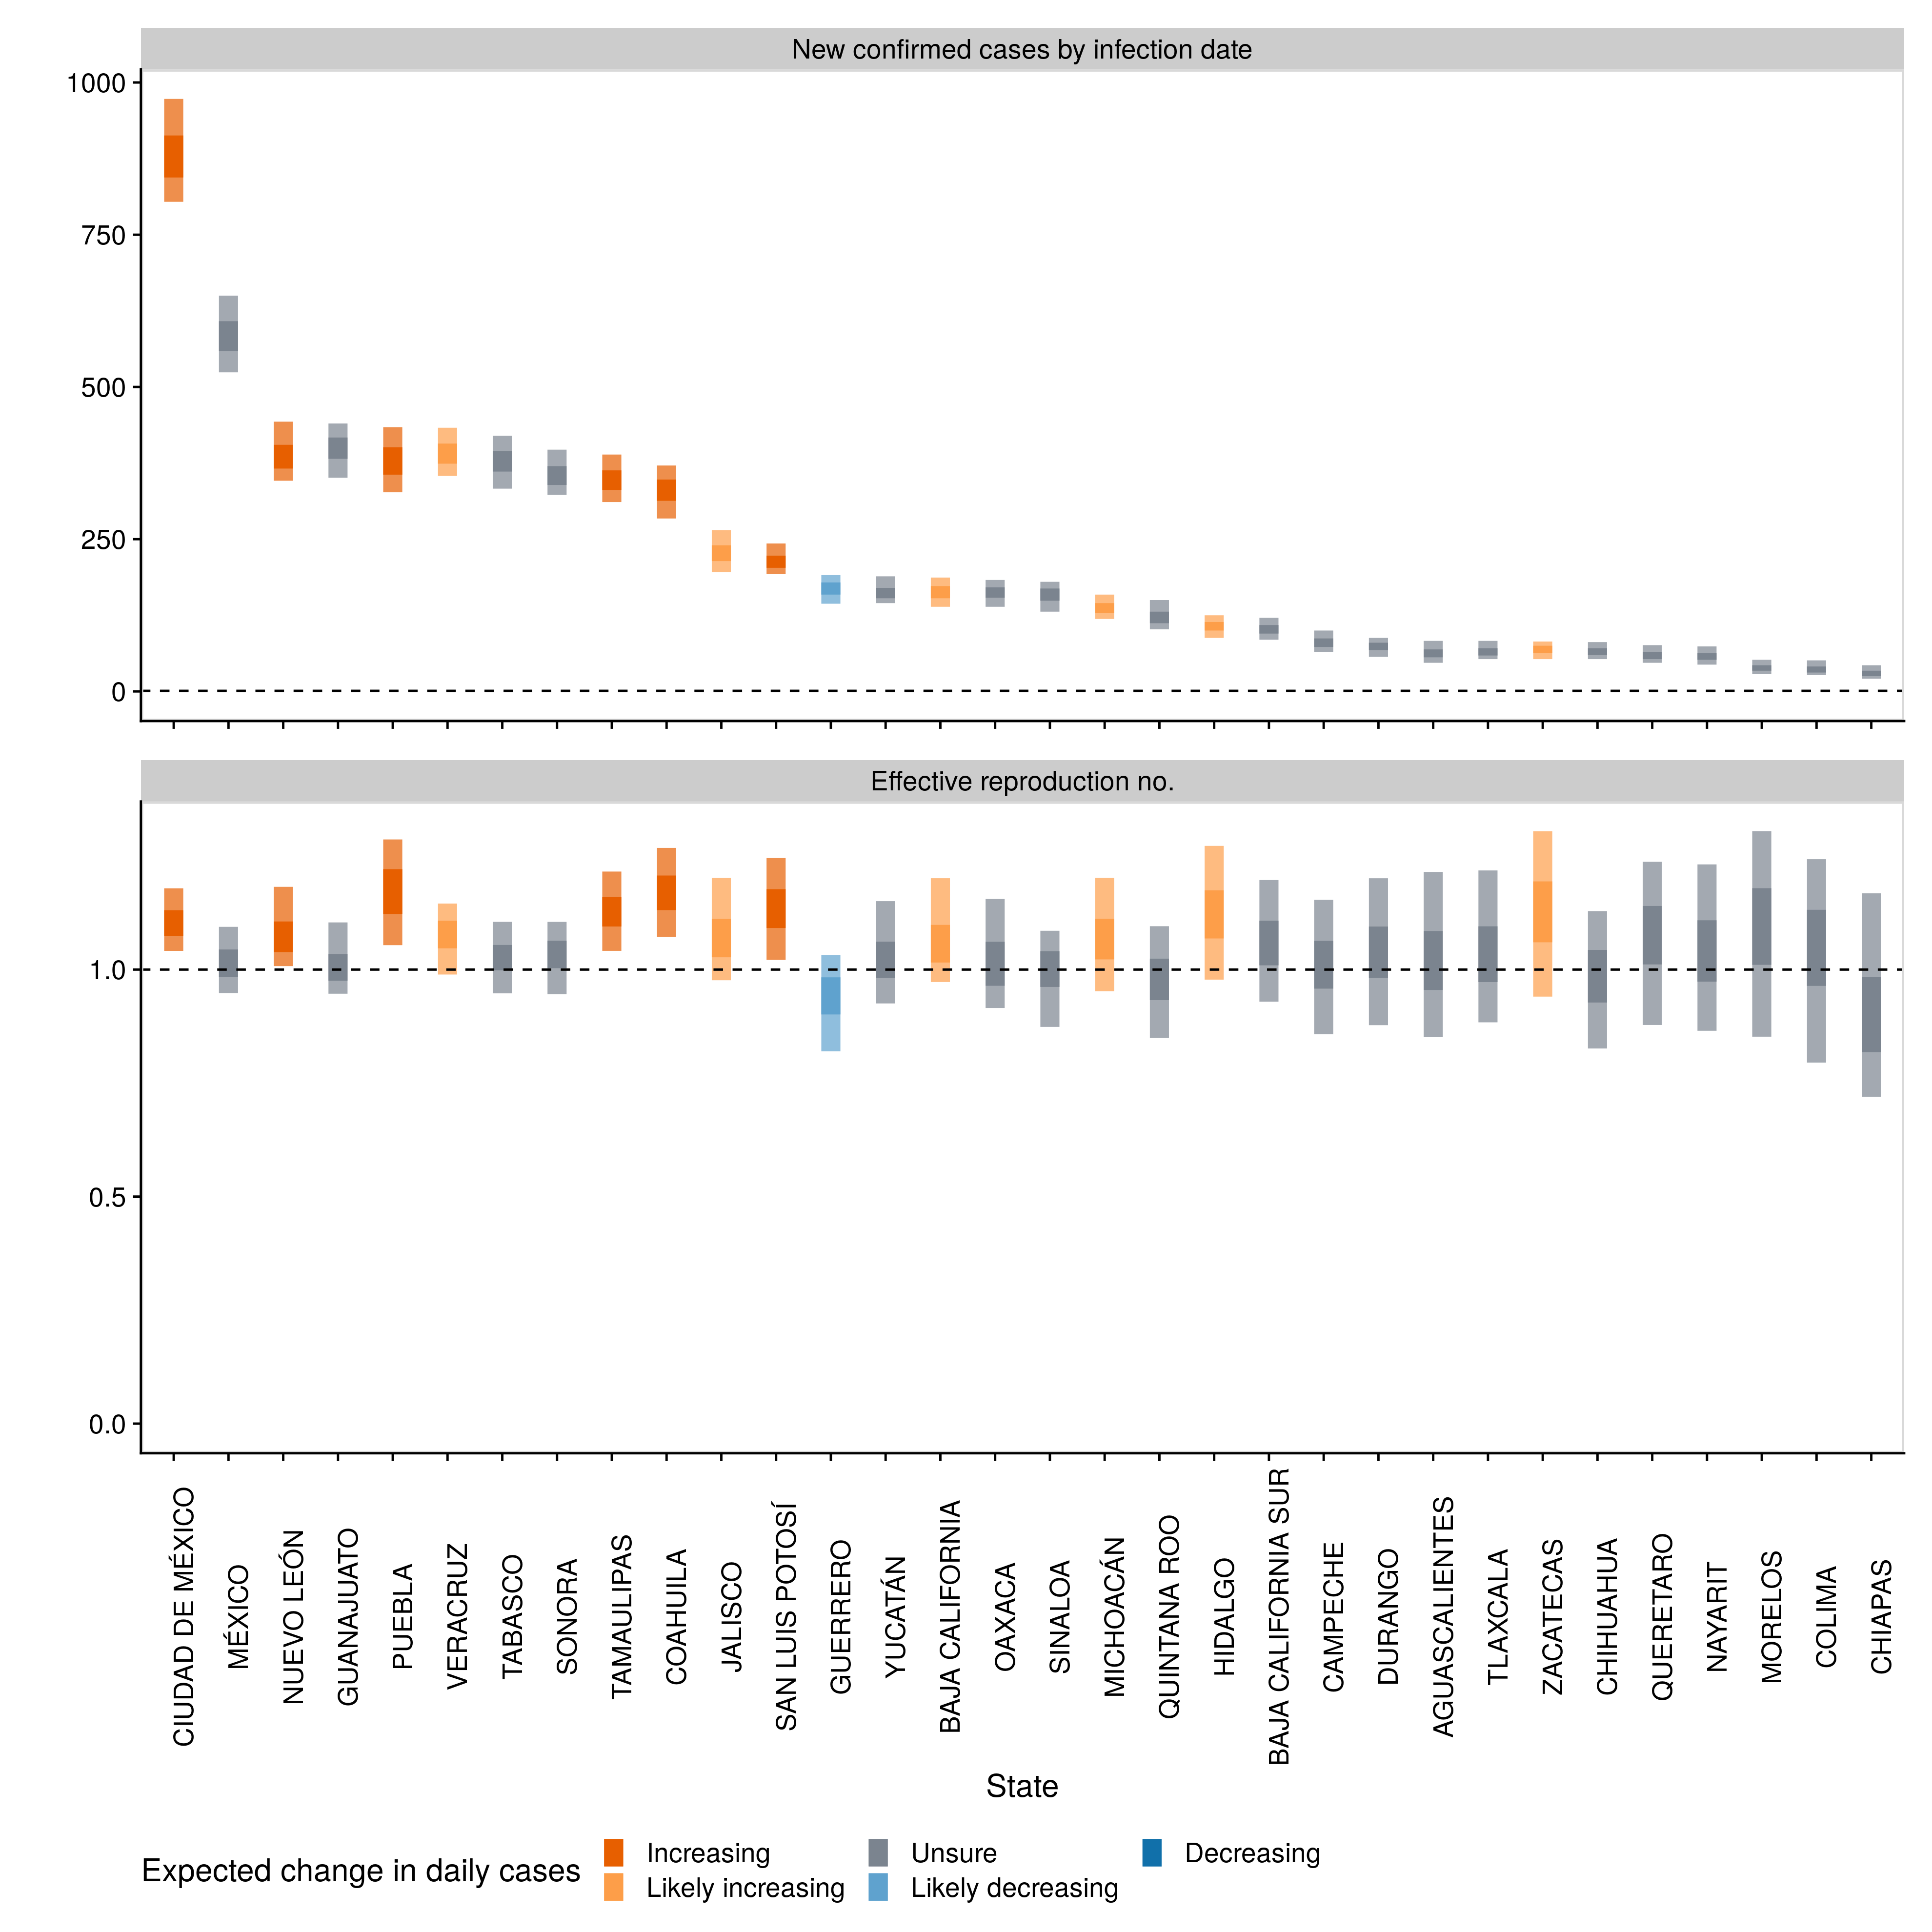 New confirmed cases by infection date
1000
750
500
250
0
Effective reproduction no.
1.0
0.5
0.0
CIUDAD DE MÉXICO
MÉXICO
NUEVO LEÓN
GUANAJUATO
PUEBLA
VERACRUZ
TABASCO
SONORA
TAMAULIPAS
COAHUILA
JALISCO
SAN LUIS POTOSÍ
GUERRERO
YUCATÁN
BAJA CALIFORNIA
OAXACA
SINALOA
MICHOACÁN
QUINTANA ROO
HIDALGO
BAJA CALIFORNIA SUR
CAMPECHE
DURANGO
AGUASCALIENTES
TLAXCALA
ZACATECAS
CHIHUAHUA
QUERETARO
NAYARIT
MORELOS
COLIMA
CHIAPAS
State
Expected change in daily cases
Increasing
Likely increasing
Unsure
Likely decreasing
Decreasing